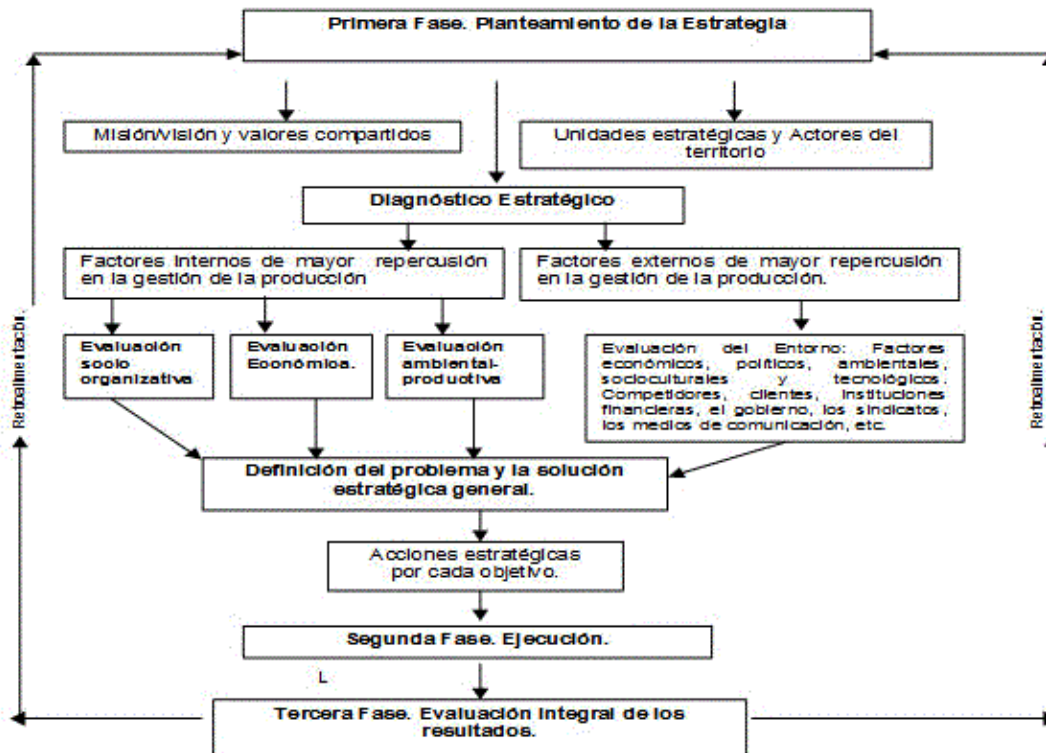 Primera Fase. Planteamiento de la Estrategia
Misión/visión y valores compartidos
Unidades estratégicas y Actores del
territorio
Diagnóstico Estratégico
Factores internos de mayor repercusión
en la gestión de la producción
Factores externos de mayor repercusión
en la gestión de la producción.
Evaluación
socio
organizativa
Evaluación
Económica.
Evaluación
ambiental-
productiva
Evaluación del Entorno: Factores
económicos, políticos, ambientales,
socioculturales y tecnológicos.
Competidores, clientes, instituciones
financieras, el gobierno, los sindicatos,
los medios de comunicación, etc.
Retroalimentación.
Retroalimentación.
Definición del problema y la solución
estratégica general.
Acciones estratégicas
por cada objetivo.
Segunda Fase. Ejecución.
L
Tercera Fase. Evaluación integral de los
resultados.